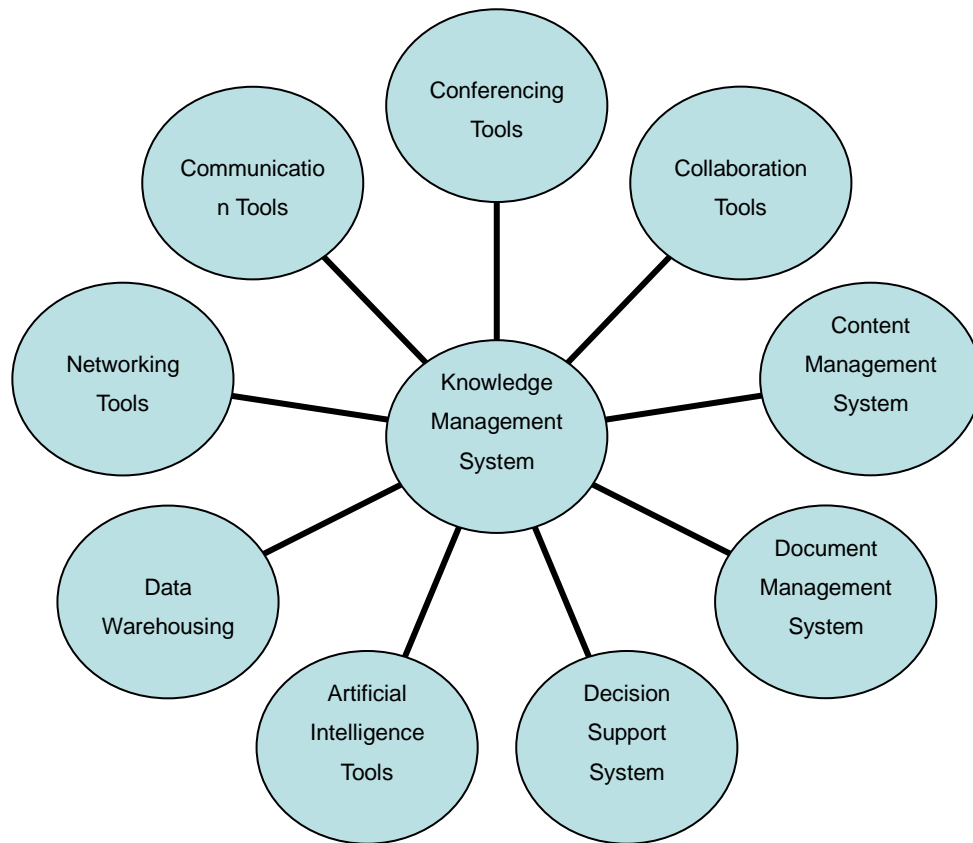 Conferencing
Tools
Communicatio
n Tools
Collaboration
Tools
Networking
Tools
Knowledge
Management
System
Content
Management
System
Data
Warehousing
Document
Management
System
Artificial
Intelligence
Tools
Decision
Support
System